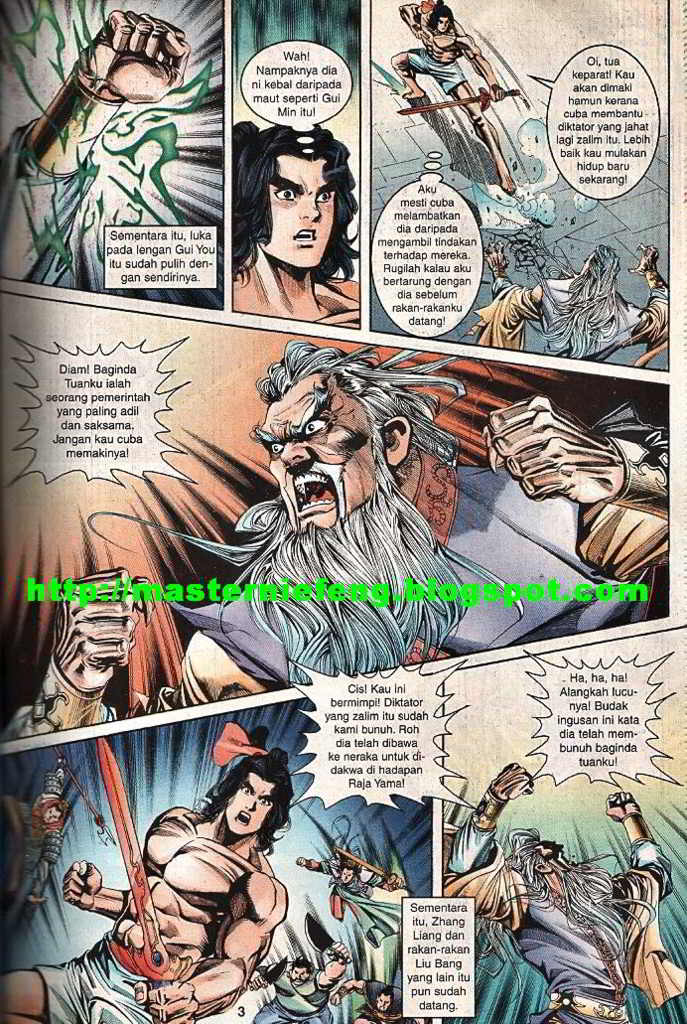 Sementara itu, luka
pada lengan Gui You
itu sudah pulih den-
gan sendirinya.
Wah!
Nampaknya dia
ni kebal daripada
maut seperti Gui
Min itu!
Oi, tua
keparat! Kau
akan dimaki
hamun kerana
cuba membantu
diktator yang jahat
lagi zalim itu. Lebih
baik kau mulakan
hidup baru
sekarang!
Aku
mesti cuba
melambatkan
dia daripada
mengambil tindakan
terhadap mereka.
Rugilah kalau aku
bertarung dengan
dia sebelum
rakan-rakanku
datang!
Diam! Baginda
Tuanku ialah
seorang pemerintah
yang paling adil
dan saksama.
Jangan kau cuba
memakinya!
http://masterniefeng.blogspot.com
Cis! Kau ini
bermimpi! Diktator
yang zalim itu sudah
kami bunuh. Roh
dia telah dibawa
ke neraka untuk di-
dakwa di hadapan
Raja Yama!
Ha, ha, ha!
Alangkah lucu-
nya! Budak
ingusan ini kata
dia telah mem-
bunuh baginda
tuanku!
Sementara
itu, Zhang
Liang dan
rakan-rakan
Liu Bang
yang lain itu
pun sudah
datang.
3